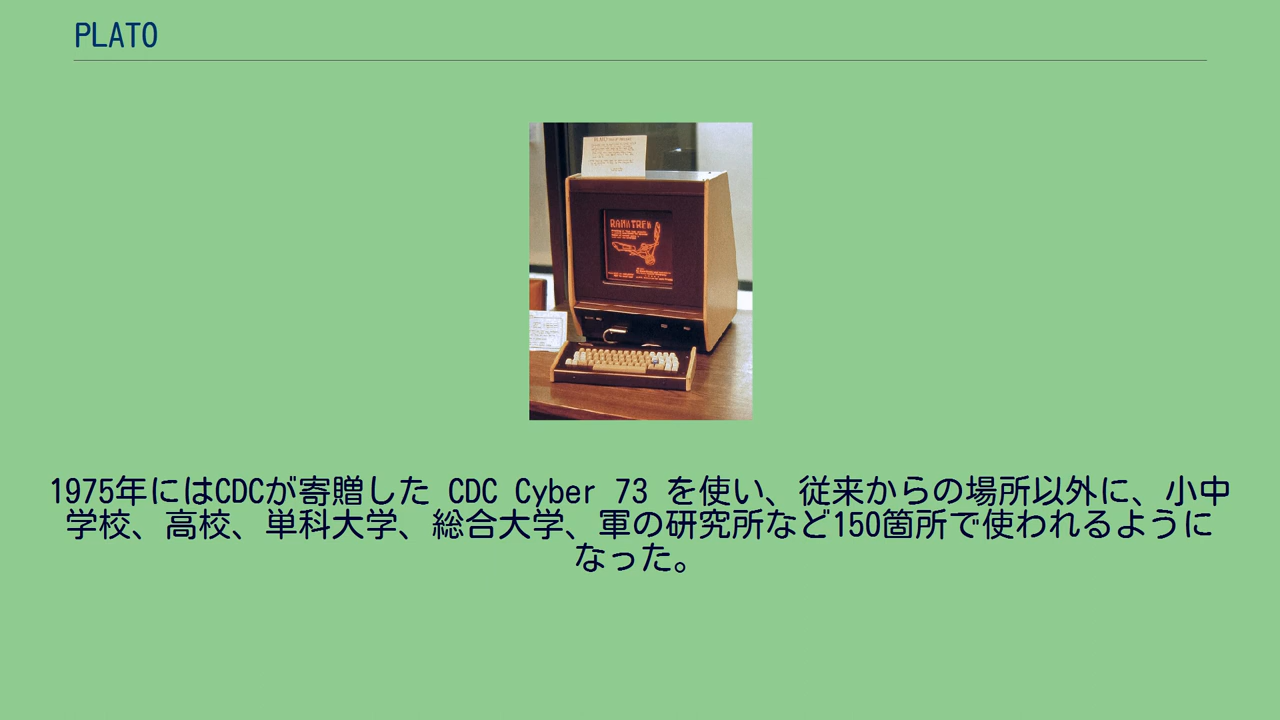 PLATO
1975年にはCDCが寄贈した CDC Cyber 73 を使い、従来からの場所以外に、小中
学校、高校、単科大学、総合大学、軍の研究所など150箇所で使われるように
なった。